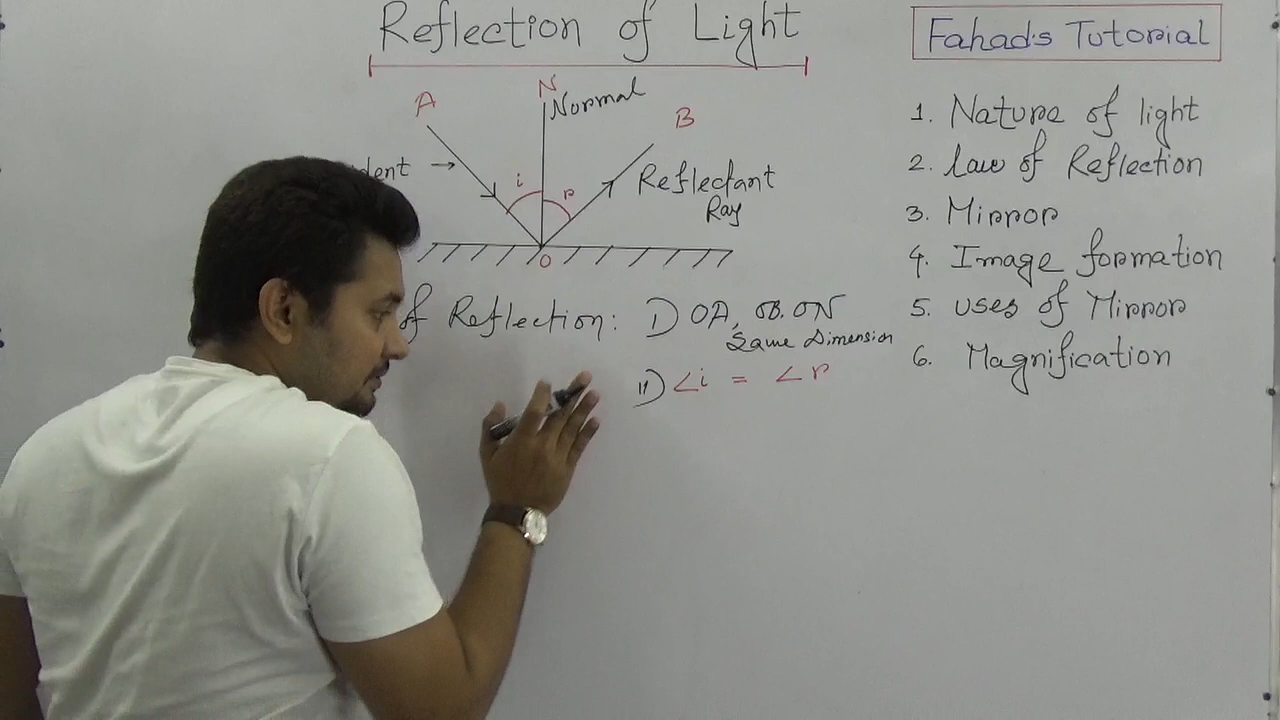 Reflection of Light
A
N
Normal
B
dent →
i
r
Reflectant
Ray
O
of Reflection: I) OA, OB. ON
Same Dimension
II) ∠i = ∠r
Fahad's Tutorial
1. Nature of light
2. Law of Reflection
3. Mirror
4. Image formation
5. uses of Mirror
6. Magnification